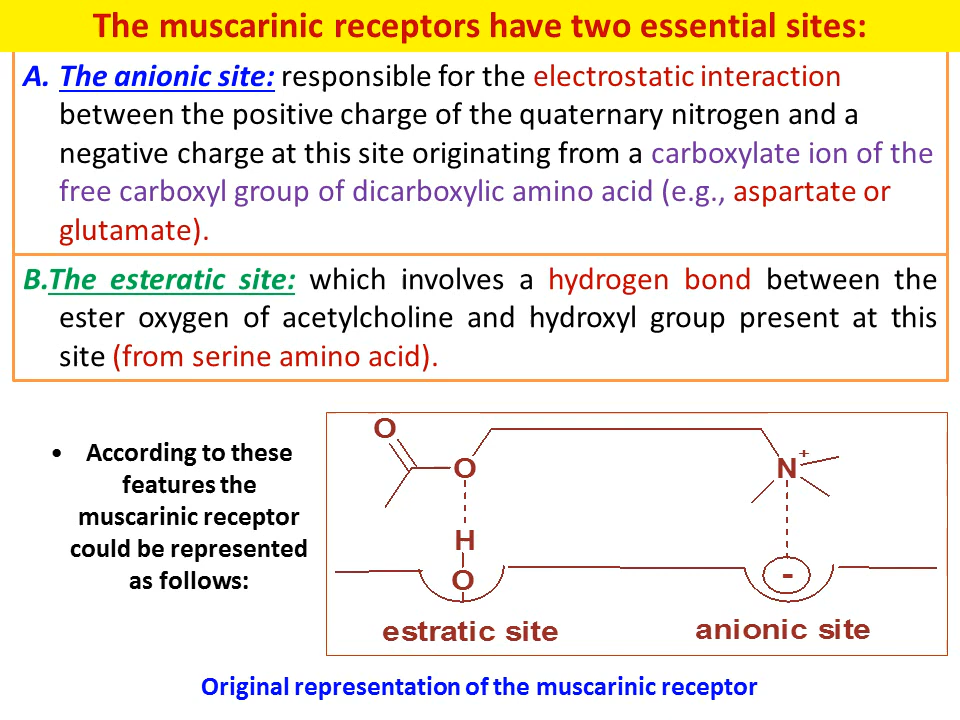 The muscarinic receptors have two essential sites:
A. The anionic site: responsible for the electrostatic interaction
between the positive charge of the quaternary nitrogen and a
negative charge at this site originating from a carboxylate ion of the
free carboxyl group of dicarboxylic amino acid (e.g., aspartate or
glutamate).
B.The esteratic site: which involves a hydrogen bond between the
ester oxygen of acetylcholine and hydroxyl group present at this
site (from serine amino acid).
• According to these
features the
muscarinic receptor
could be represented
as follows:
O
O
N+
H
O
-
estratic site
anionic site
Original representation of the muscarinic receptor